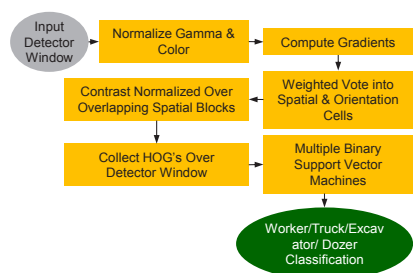 Input
Detector
Window
Normalize Gamma &
Color
Compute Gradients
Weighted Vote into
Spatial & Orientation
Cells
Contrast Normalized Over
Overlapping Spatial Blocks
Collect HOG's Over
Detector Window
Multiple Binary
Support Vector
Machines
Worker/Truck/Excav
ator/ Dozer
Classification